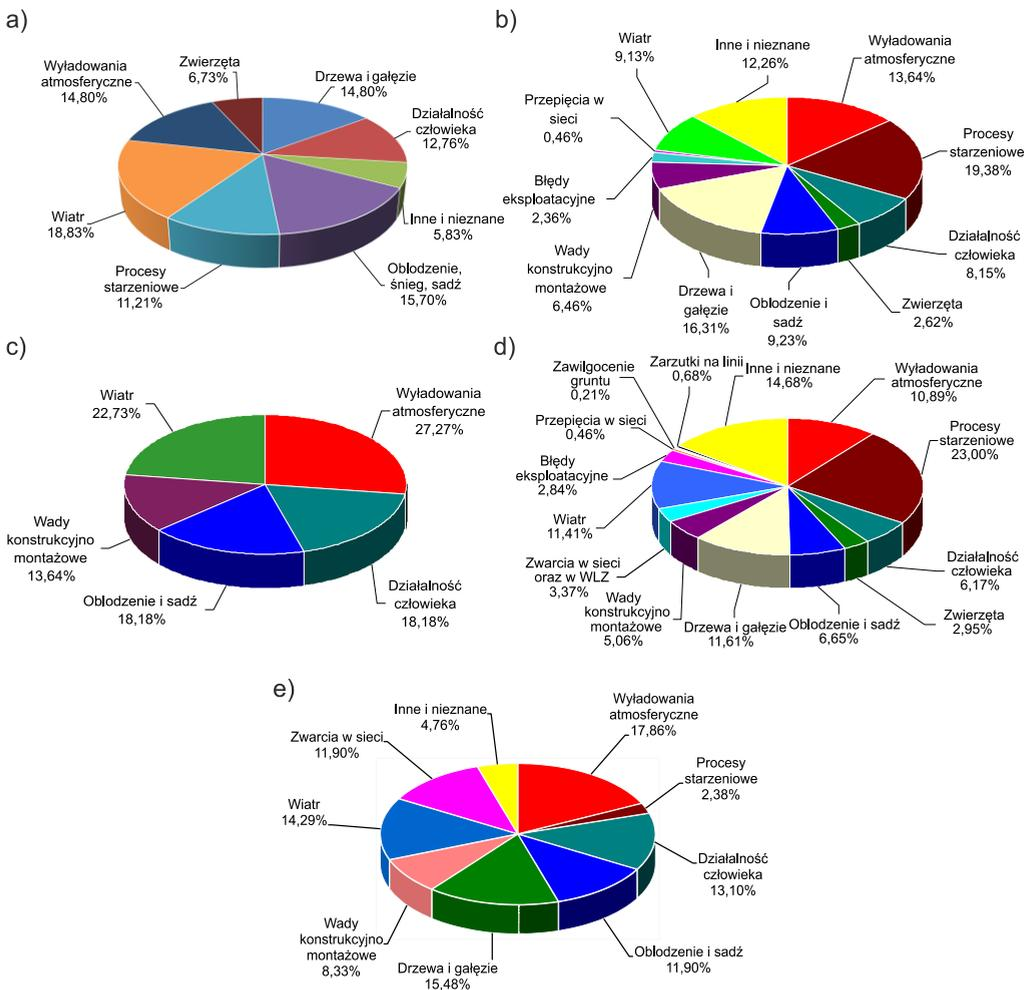 a)
Zwierzęta
6,73%
Drzewa i gałęzie
14,80%
Działalność
człowieka
12,76%
Inne i nieznane
5,83%
Oblodzenie,
śnieg, sadź
15,70%
Procesy
starzeniowe
11,21%
Wiatr
18,83%
Wyładowania
atmosferyczne
14,80%
b)
Wiatr
9,13%
Inne i nieznane
12,26%
Wyładowania
atmosferyczne
13,64%
Procesy
starzeniowe
19,38%
Działalność
człowieka
8,15%
Zwierzęta
2,62%
Oblodzenie i
sadź
9,23%
Drzewa i
gałęzie
16,31%
Wady
konstrukcyjno
montażowe
6,46%
Błędy
eksploatacyjne
2,36%
Przepięcia w
sieci
0,46%
c)
Wiatr
22,73%
Wyładowania
atmosferyczne
27,27%
Działalność
człowieka
18,18%
Oblodzenie i sadź
18,18%
Wady
konstrukcyjno
montażowe
13,64%
d)
Zawilgocenie
gruntu
0,21%
Zarzutki na linii
0,68%
Inne i nieznane
14,68%
Wyładowania
atmosferyczne
10,89%
Procesy
starzeniowe
23,00%
Działalność
człowieka
6,17%
Zwierzęta
2,95%
Oblodzenie i sadź
6,65%
Drzewa i gałęzie
11,61%
Wady
konstrukcyjno
montażowe
5,06%
Zwarcia w sieci
oraz w WLZ
3,37%
Wiatr
11,41%
Błędy
eksploatacyjne
2,84%
Przepięcia w sieci
0,46%
e)
Inne i nieznane
4,76%
Wyładowania
atmosferyczne
17,86%
Procesy
starzeniowe
2,38%
Działalność
człowieka
13,10%
Oblodzenie i sadź
11,90%
Drzewa i gałęzie
15,48%
Wady
konstrukcyjno
montażowe
8,33%
Wiatr
14,29%
Zwarcia w sieci
11,90%